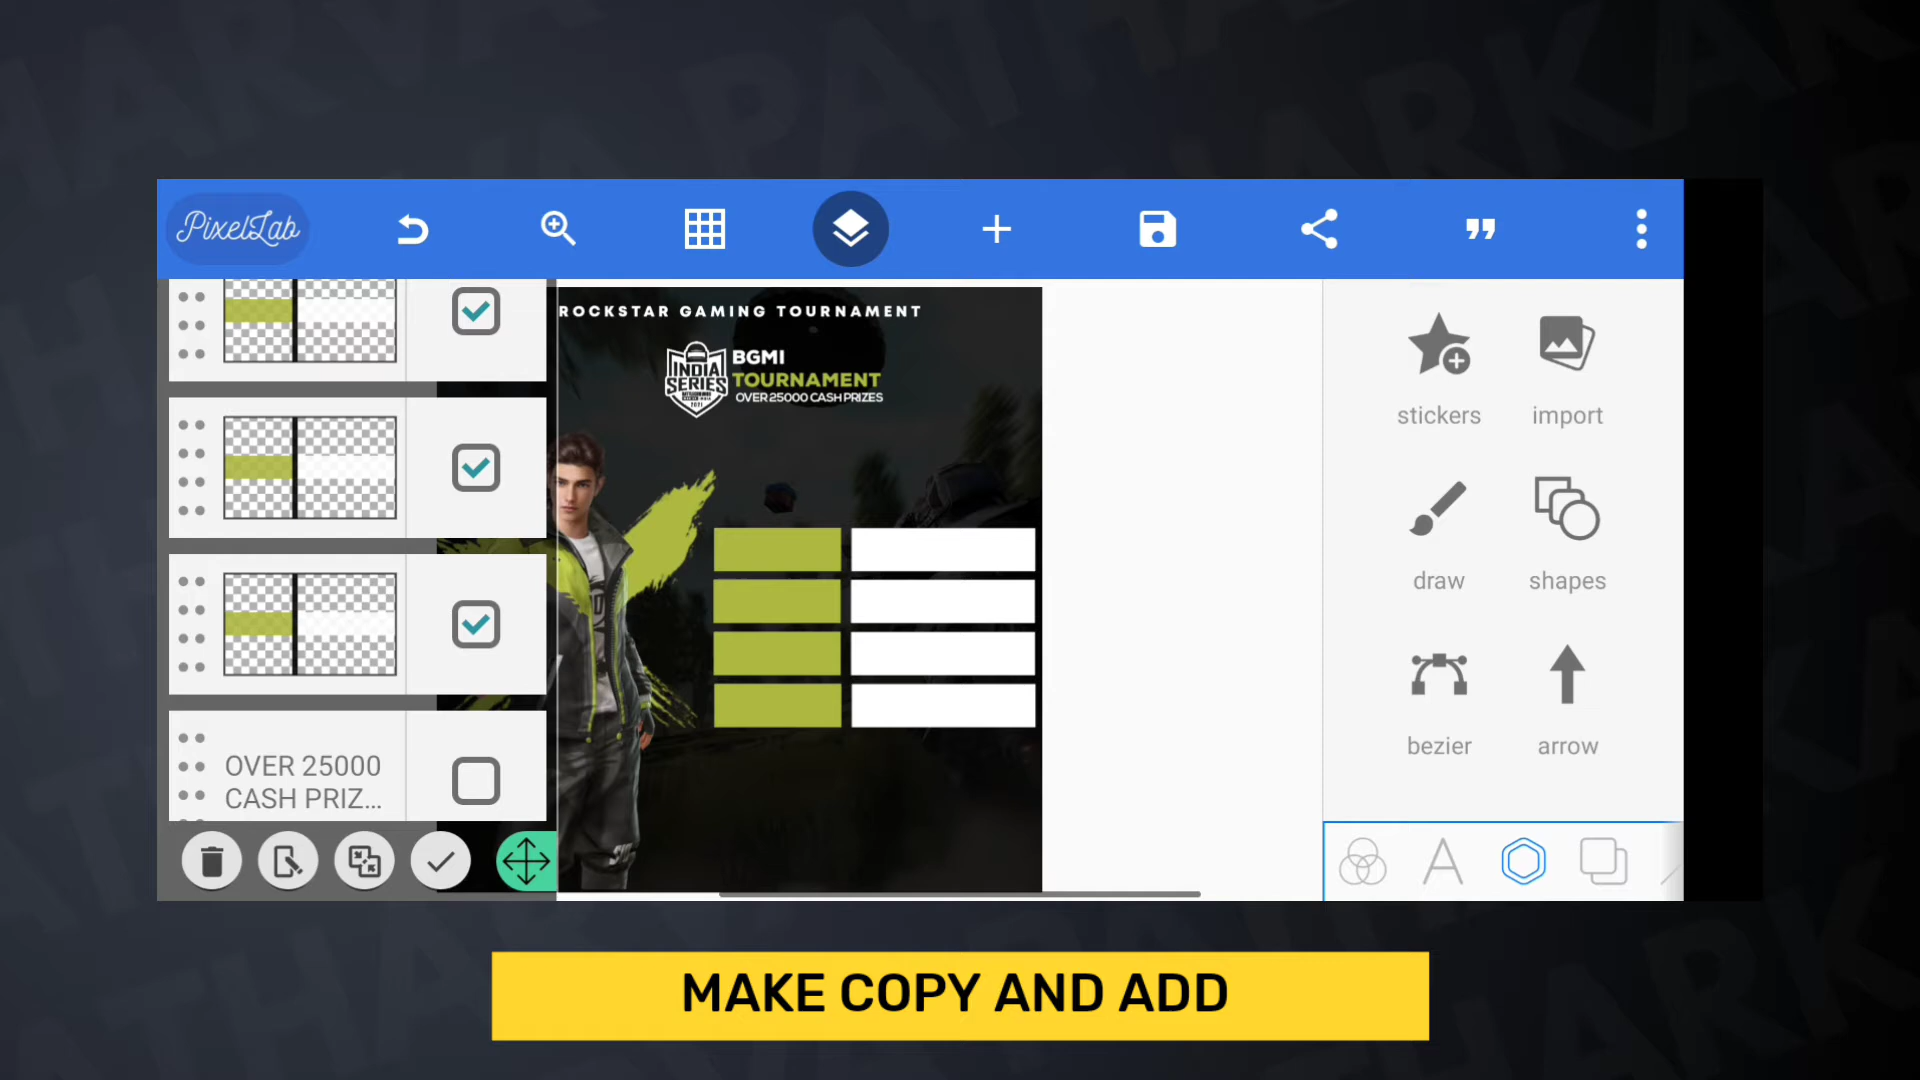 PixelLab
ROCKSTAR GAMING TOURNAMENT
INDIA
SERIES
2021
BGMI
TOURNAMENT
OVER 25000 CASH PRIZES
OVER 25000
CASH PRIZ...
stickers
import
draw
shapes
bezier
arrow
MAKE COPY AND ADD